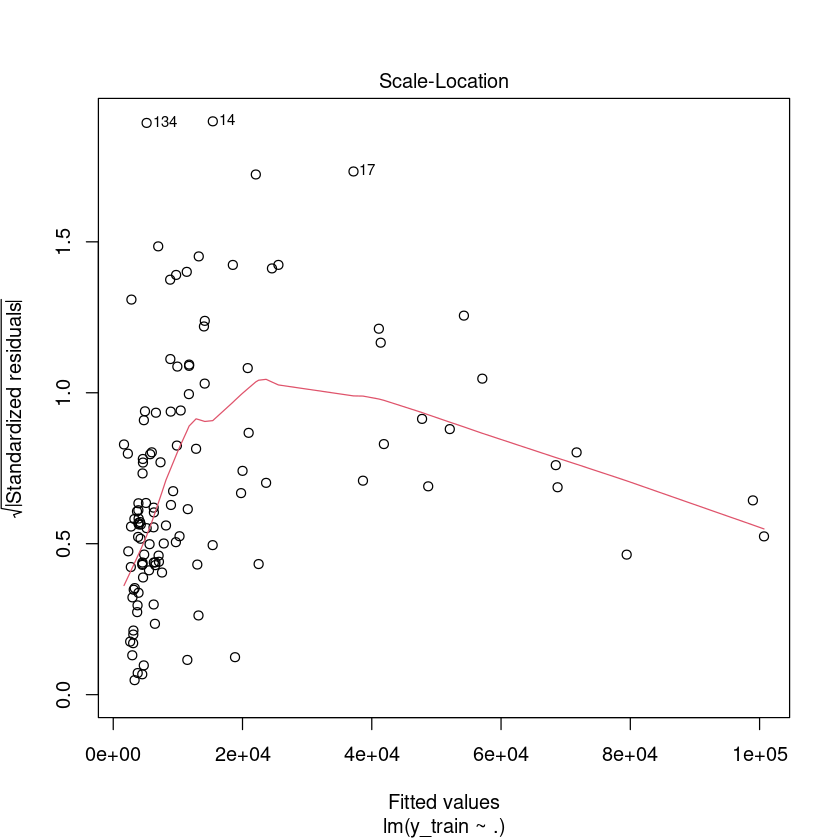 Scale-Location
134
14
17
√|Standardized residuals|
0.0
0.5
1.0
1.5
0e+00
2e+04
4e+04
6e+04
8e+04
1e+05
Fitted values
lm(y_train ~ .)